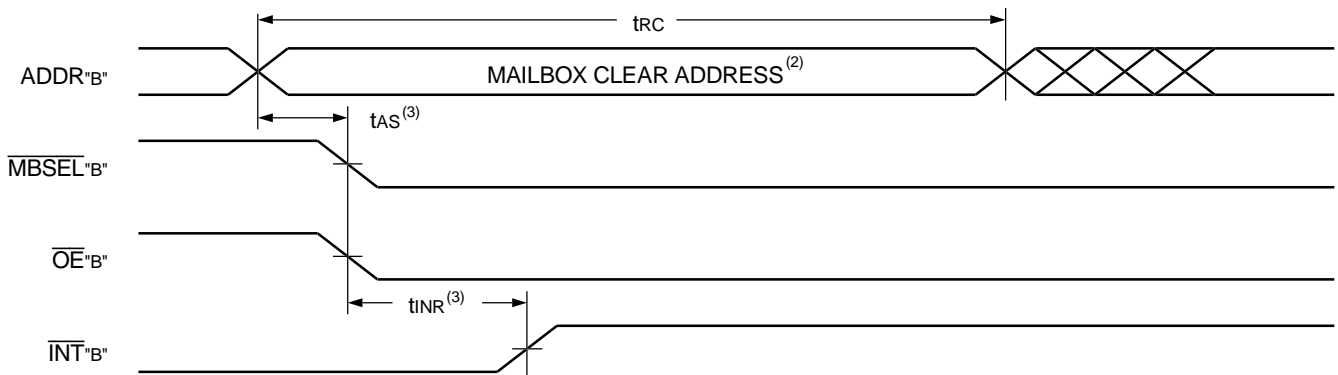 tRC
ADDR"B"
MAILBOX CLEAR ADDRESS(2)
tAS(3)
MBSEL"B"
OE"B"
tINR(3)
INT"B"